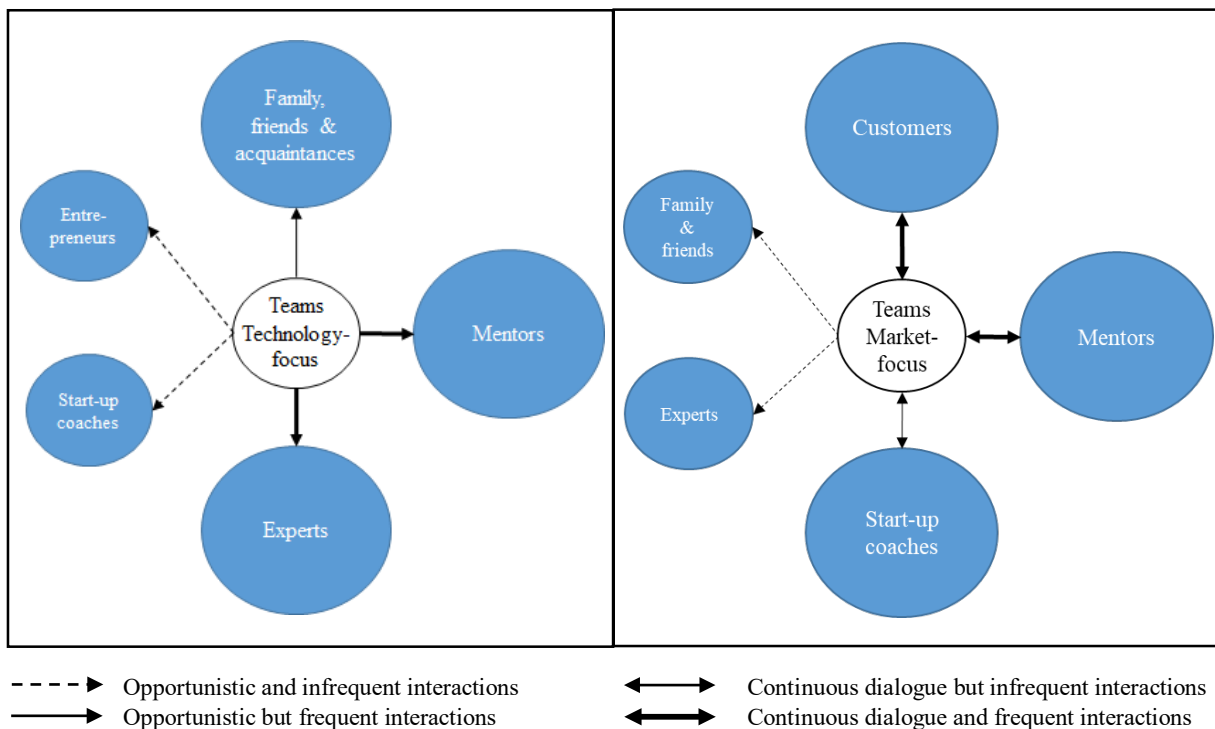 Family,
friends &
acquaintances
Entre-
preneurs
Teams
Technology-
focus
Mentors
Start-up
coaches
Experts
Customers
Family
&
friends
Teams
Market-
focus
Mentors
Experts
Start-up
coaches
Opportunistic and infrequent interactions
Opportunistic but frequent interactions
Continuous dialogue but infrequent interactions
Continuous dialogue and frequent interactions